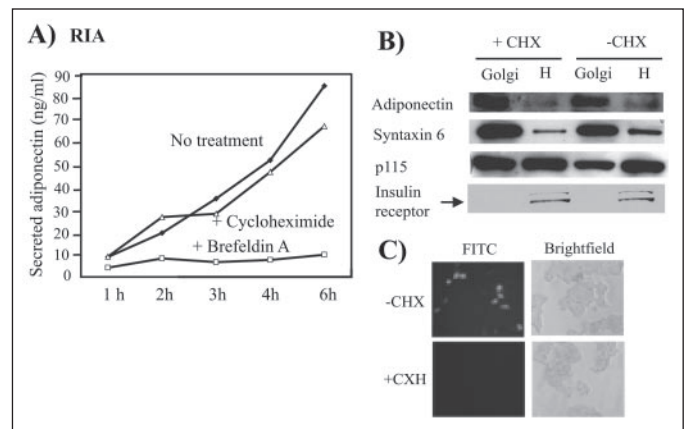 A) RIA
Secreted adiponectin (ng/ml)
90
80
70
60
50
40
30
20
10
0
No treatment
+ Cycloheximide
+ Brefeldin A
1 h 2h 3h 4h 6h
B)
+ CHX -CHX
Golgi H Golgi H
Adiponectin
Syntaxin 6
p115
Insulin
receptor
C)
FITC Brightfield
-CHX
+CXH